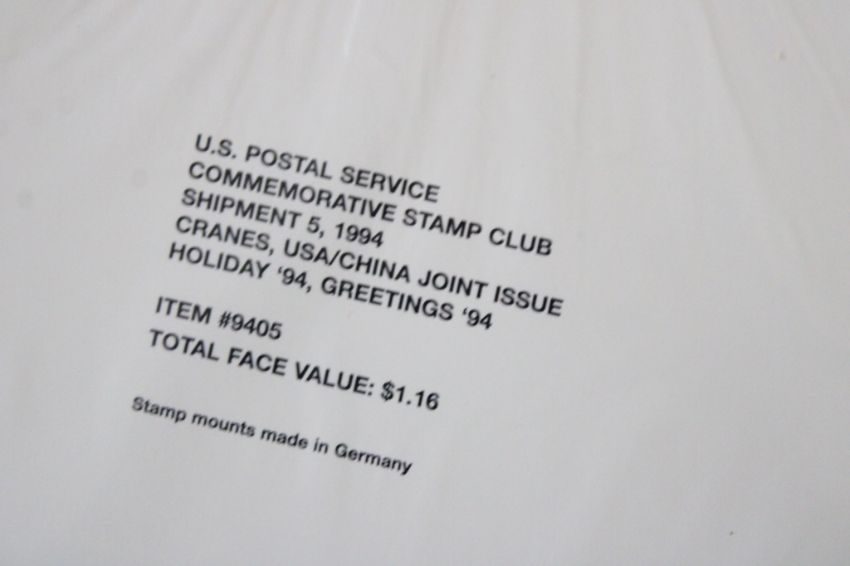 U.S. POSTAL SERVICE
COMMEMORATIVE STAMP CLUB
SHIPMENT 5, 1994
CRANES, USA/CHINA JOINT ISSUE
HOLIDAY ‘94, GREETINGS ‘94
ITEM #9405
TOTAL FACE VALUE: $1.16
Stamp mounts made in Germany